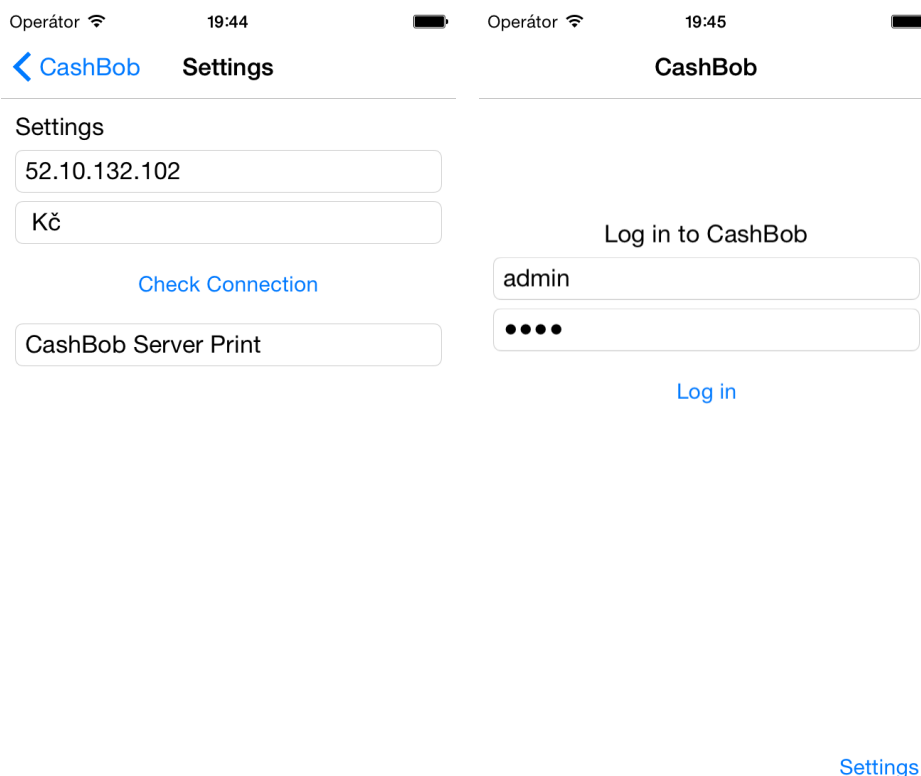 Operátor 19:44
CashBob Settings
Settings
52.10.132.102
Kč
Check Connection
CashBob Server Print
Operátor 19:45
CashBob
Log in to CashBob
admin
●●●●
Log in
Settings